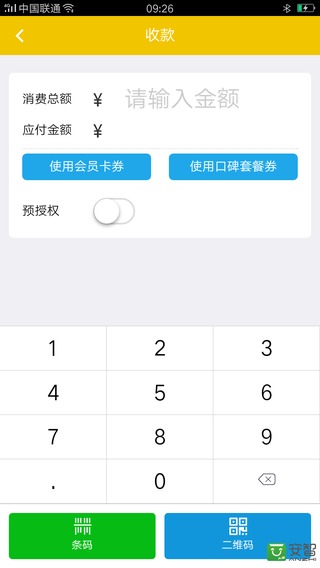 中国联通
09:26
收款
消费总额 ¥ 请输入金额
应付金额 ¥
使用会员卡券 使用口碑套餐券
预授权
1 2 3
4 5 6
7 8 9
. 0
条码 二维码
安智